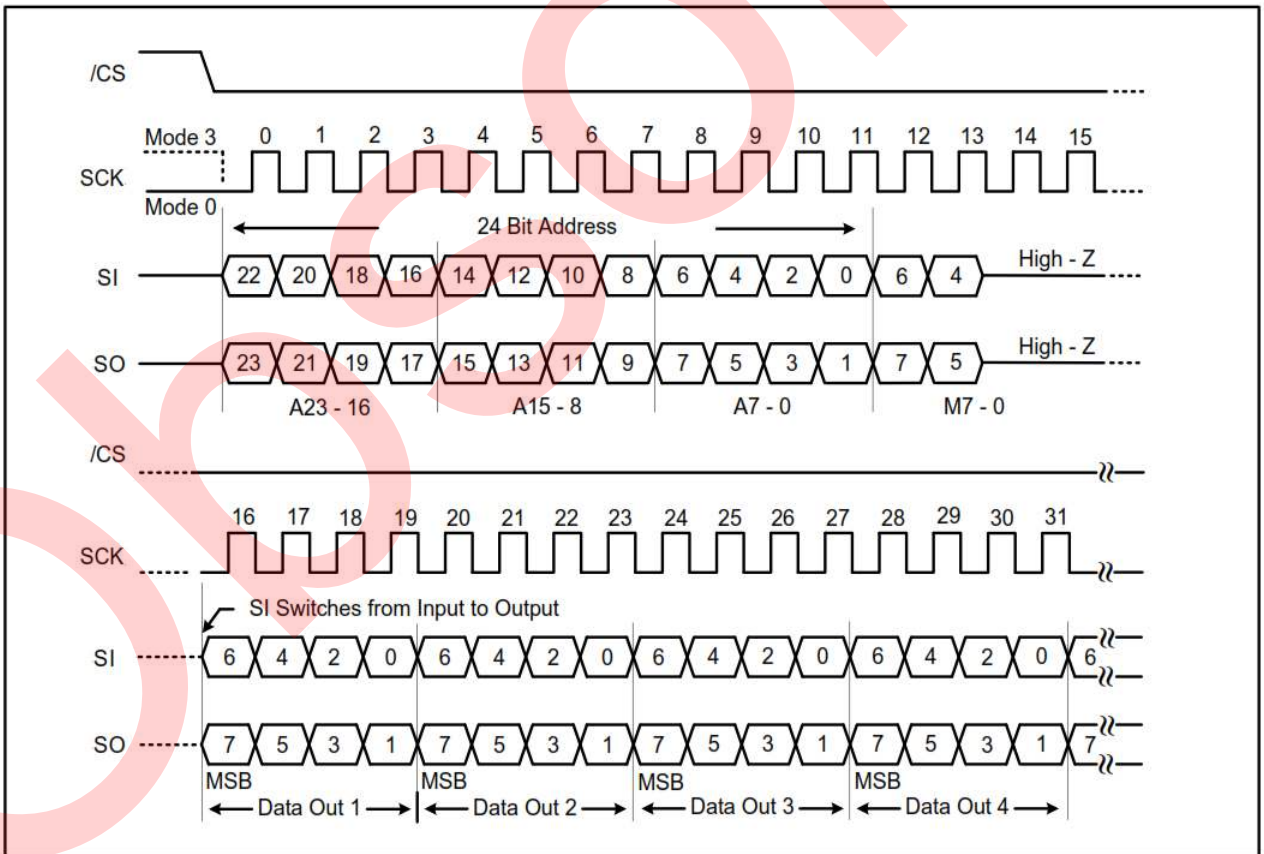 /CS
Mode 3 0 1 2 3 4 5 6 7 8 9 10 11 12 13 14 15
SCK
Mode 0
24 Bit Address
SI 22 20 18 16 14 12 10 8 6 4 2 0 6 4 High - Z
SO 23 21 19 17 15 13 11 9 7 5 3 1 7 5 High - Z
A23 - 16 A15 - 8 A7 - 0 M7 - 0
/CS
16 17 18 19 20 21 22 23 24 25 26 27 28 29 30 31
SCK
SI Switches from Input to Output
SI 6 4 2 0 6 4 2 0 6 4 2 0 6 4 2 0 6
SO 7 5 3 1 7 5 3 1 7 5 3 1 7 5 3 1 7
MSB MSB MSB MSB
Data Out 1 Data Out 2 Data Out 3 Data Out 4